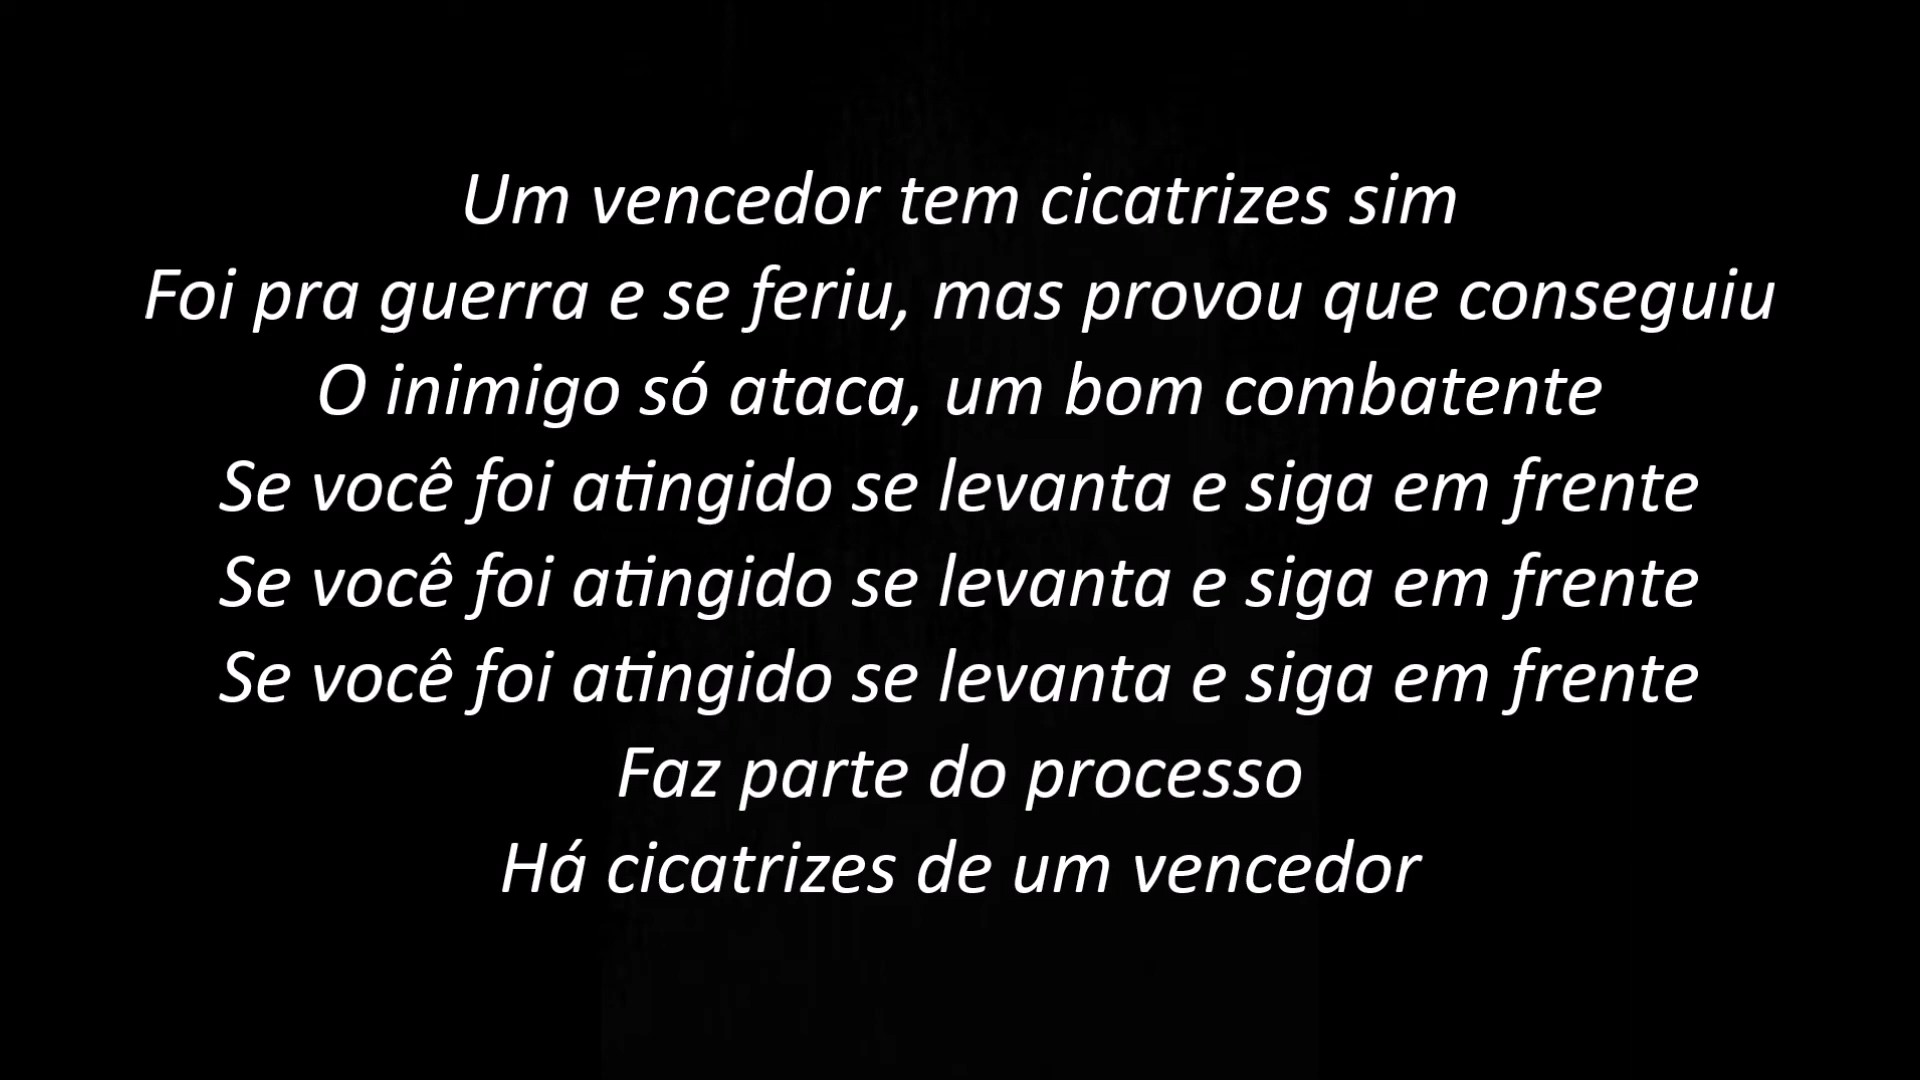 Um vencedor tem cicatrizes sim
Foi pra guerra e se feriu, mas provou que conseguiu
O inimigo só ataca, um bom combatente
Se você foi atingido se levanta e siga em frente
Se você foi atingido se levanta e siga em frente
Se você foi atingido se levanta e siga em frente
Faz parte do processo
Há cicatrizes de um vencedor